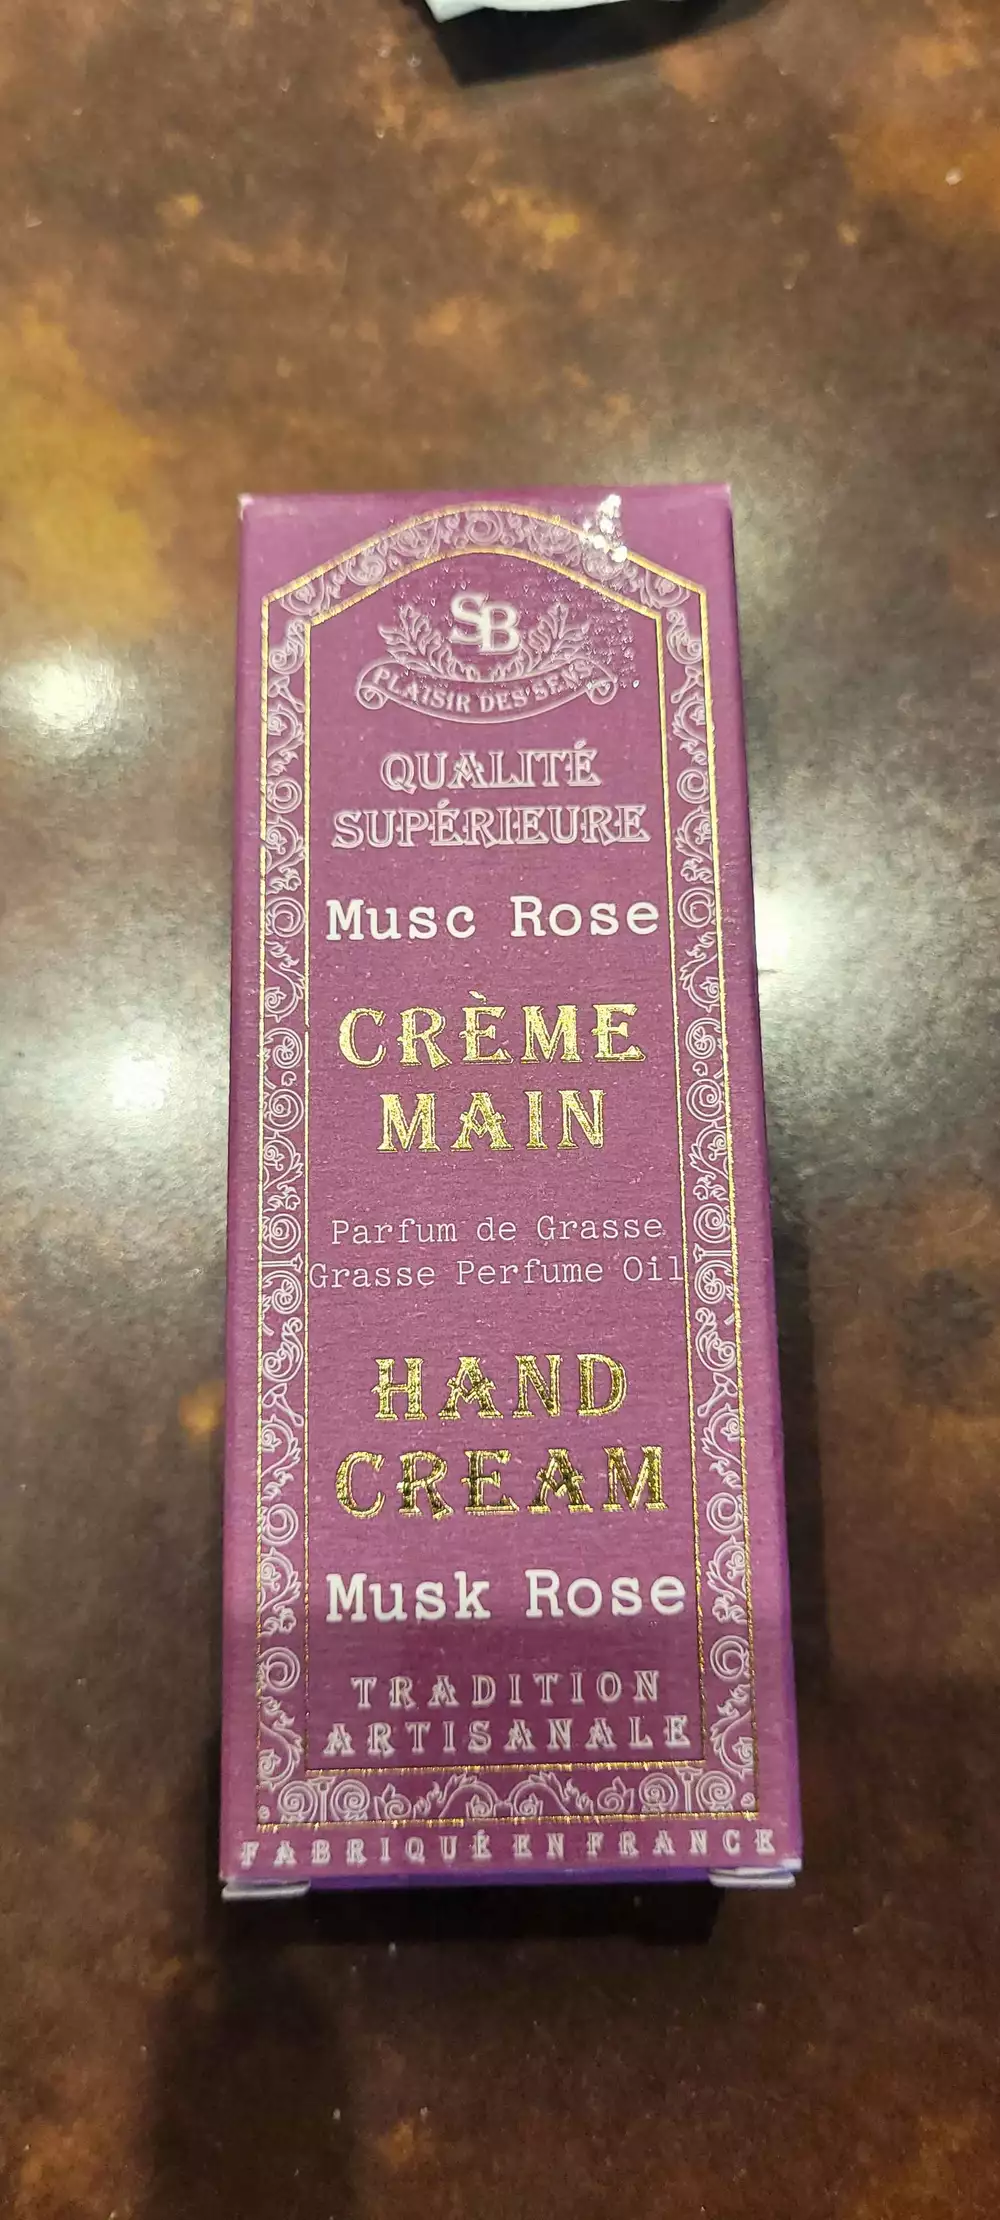 SB
PLAISIR DES SENS
QUALITÉ
SUPÉRIEURE
Musc Rose
CRÈME
MAIN
Parfum de Grasse
Grasse Perfume Oil
HAND
CREAM
Musk Rose
TRADITION
ARTISANALE
FABRIQUÉ EN FRANCE